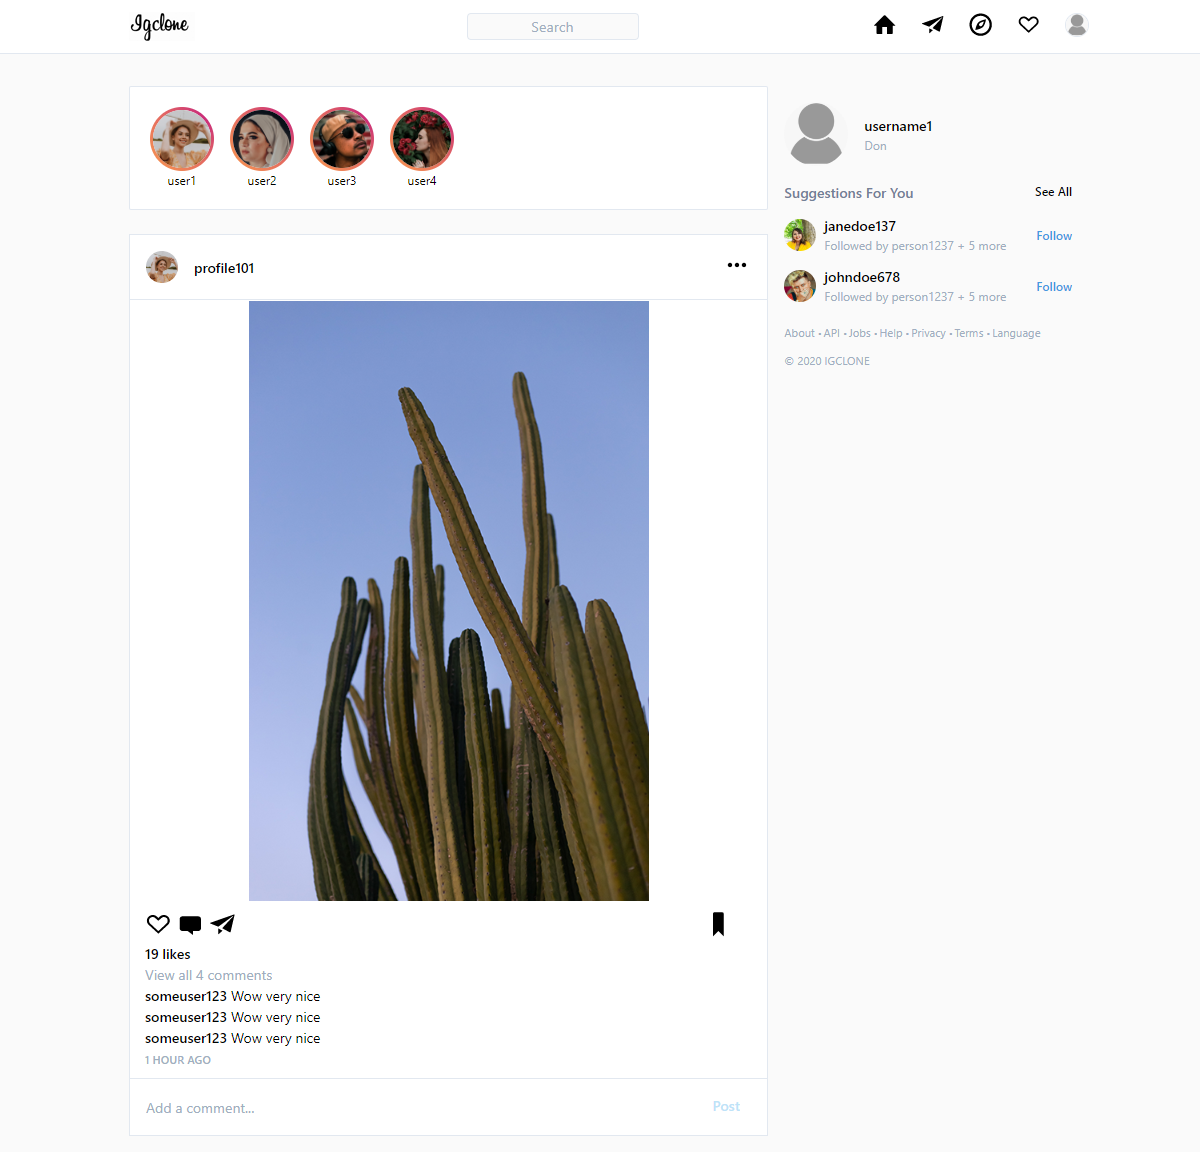 Igclone
Search
user1
user2
user3
user4
profile101
19 likes
View all 4 comments
someuser123 Wow very nice
someuser123 Wow very nice
someuser123 Wow very nice
1 HOUR AGO
Add a comment...
Post
username1
Don
Suggestions For You
See All
janedoe137
Followed by person1237 + 5 more
Follow
johndoe678
Followed by person1237 + 5 more
Follow
About • API • Jobs • Help • Privacy • Terms • Language
© 2020 IGCLONE